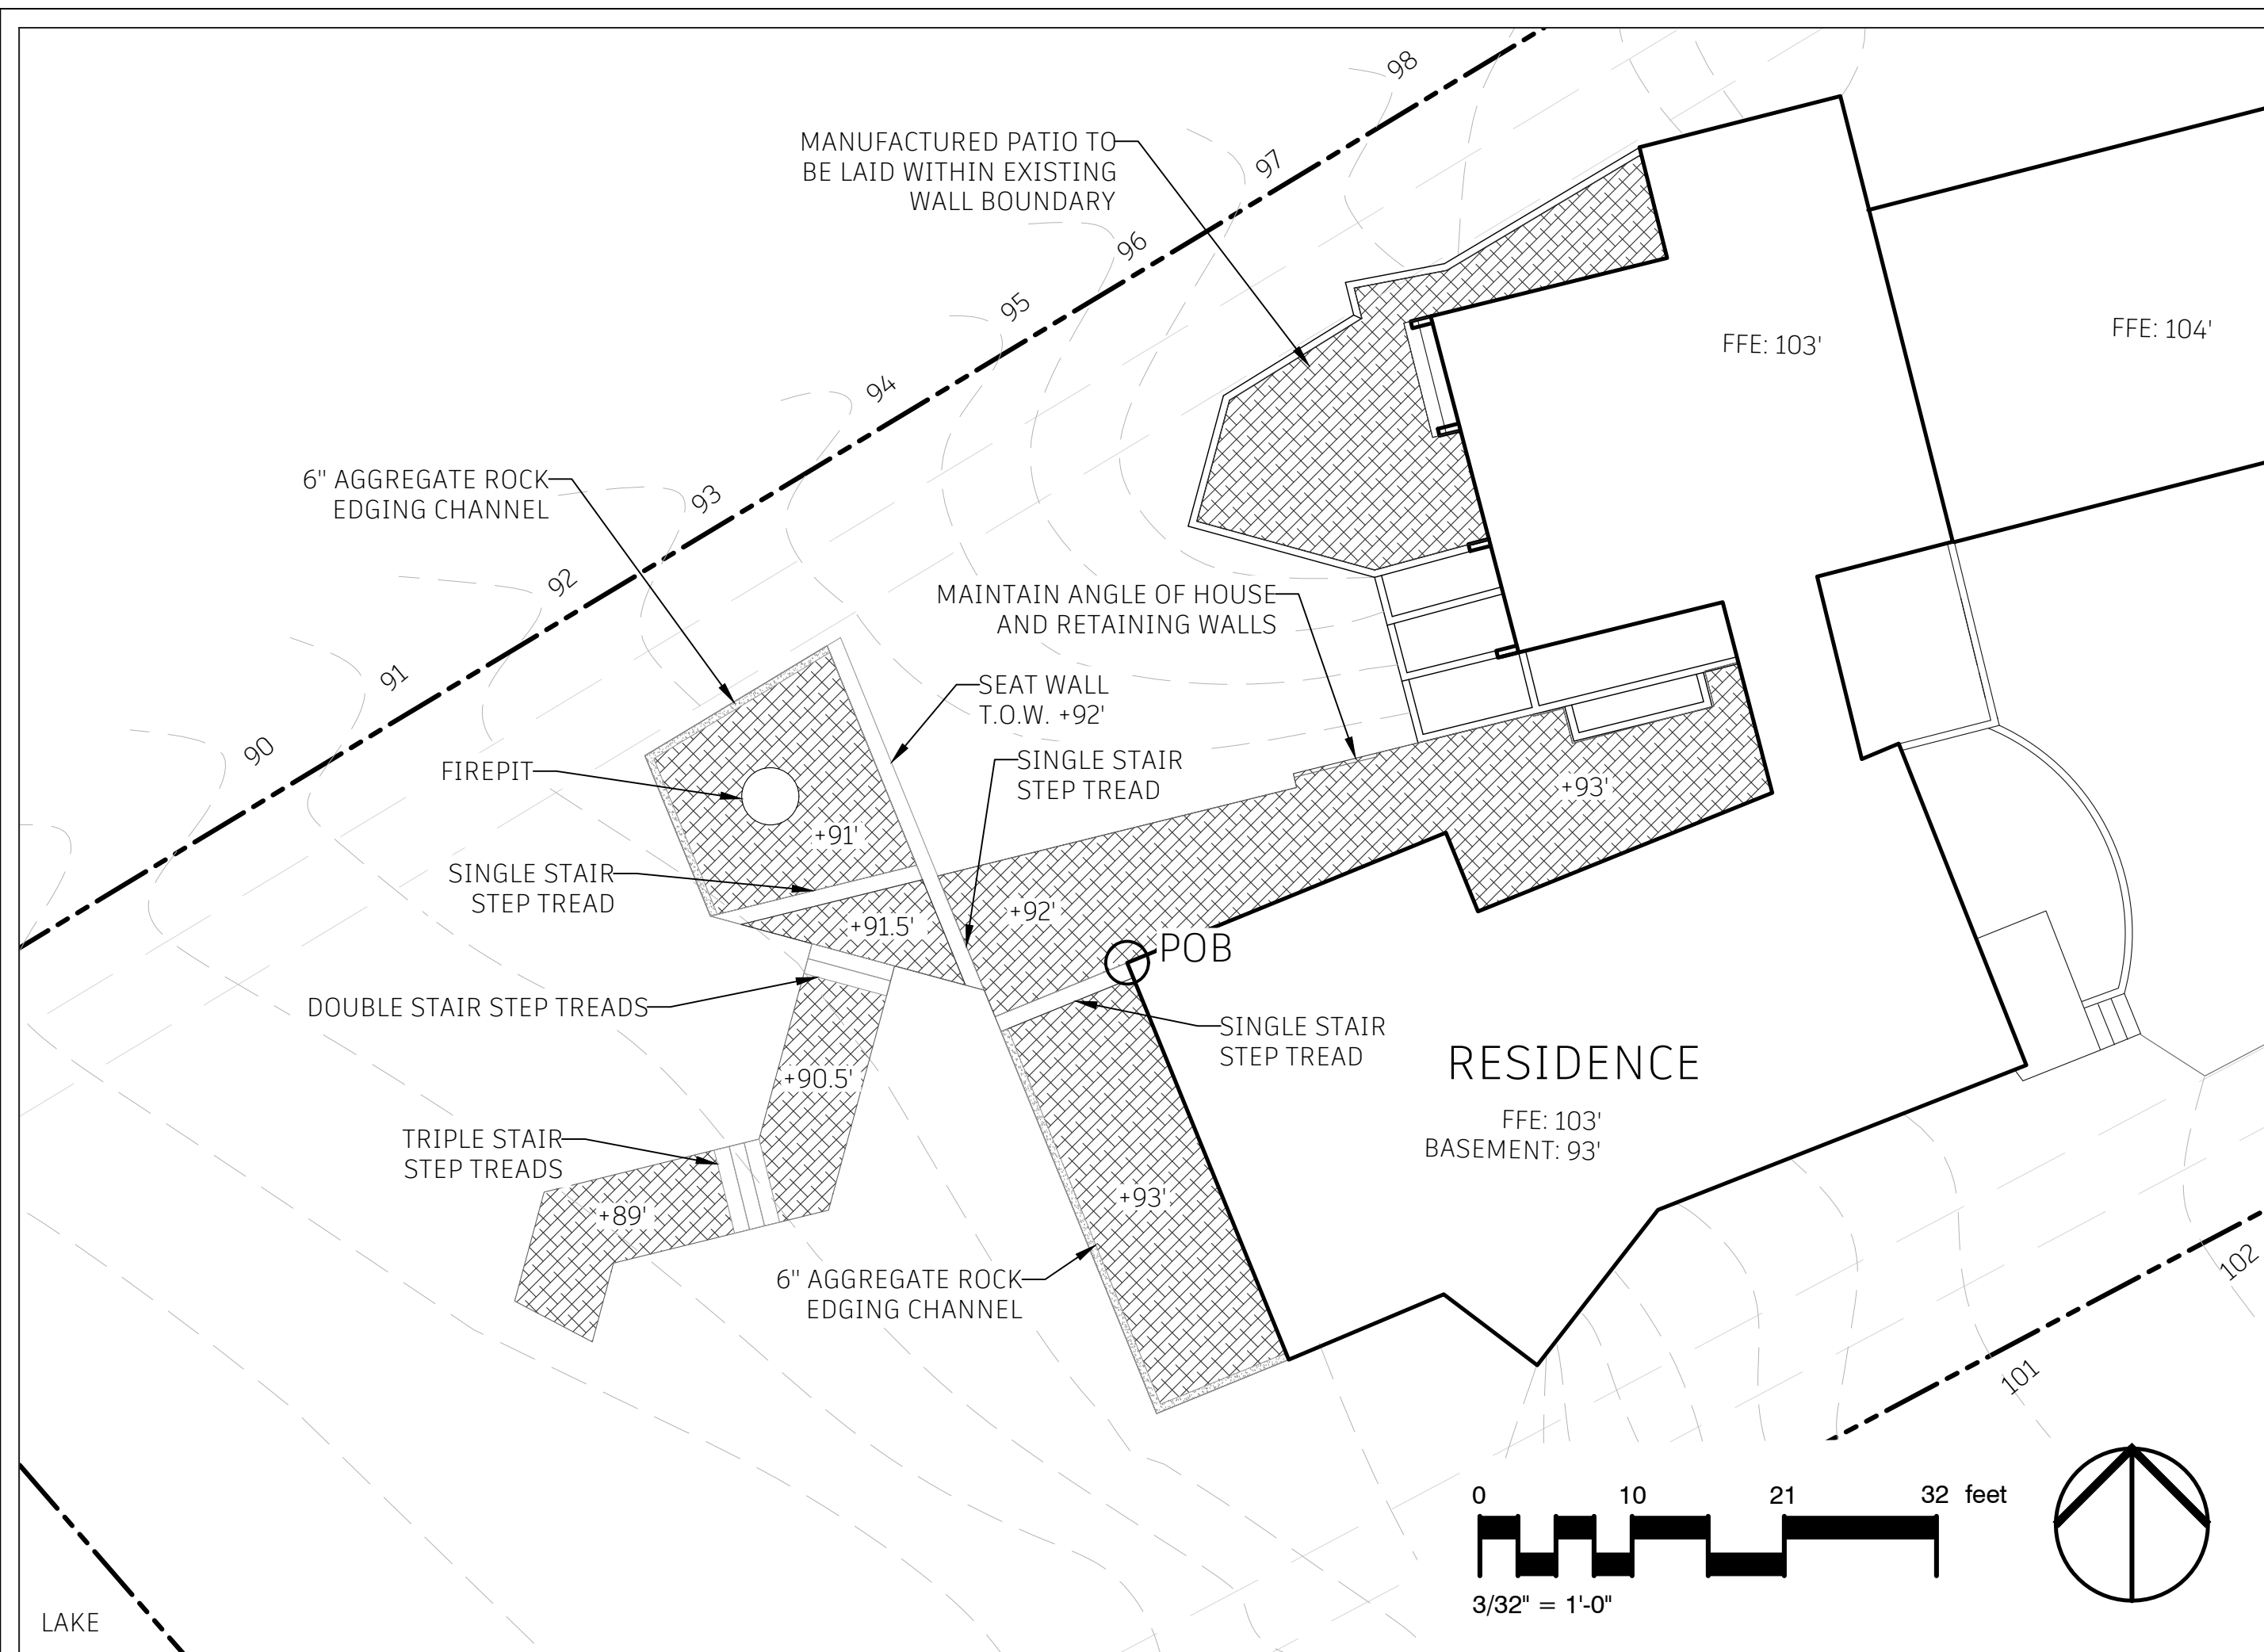 98
MANUFACTURED PATIO TO
BE LAID WITHIN EXISTING
WALL BOUNDARY
97
96
95
94
93
92
91
90
FFE: 103'
FFE: 104'
6" AGGREGATE ROCK
EDGING CHANNEL
MAINTAIN ANGLE OF HOUSE
AND RETAINING WALLS
SEAT WALL
T.O.W. +92'
SINGLE STAIR
STEP TREAD
FIREPIT
+93'
+91'
SINGLE STAIR
STEP TREAD
+91.5'
+92'
POB
DOUBLE STAIR STEP TREADS
SINGLE STAIR
STEP TREAD
RESIDENCE
FFE: 103'
BASEMENT: 93'
+90.5'
TRIPLE STAIR
STEP TREADS
+89'
+93'
6" AGGREGATE ROCK
EDGING CHANNEL
102
101
0 10 21 32 feet
3/32" = 1'-0"
LAKE